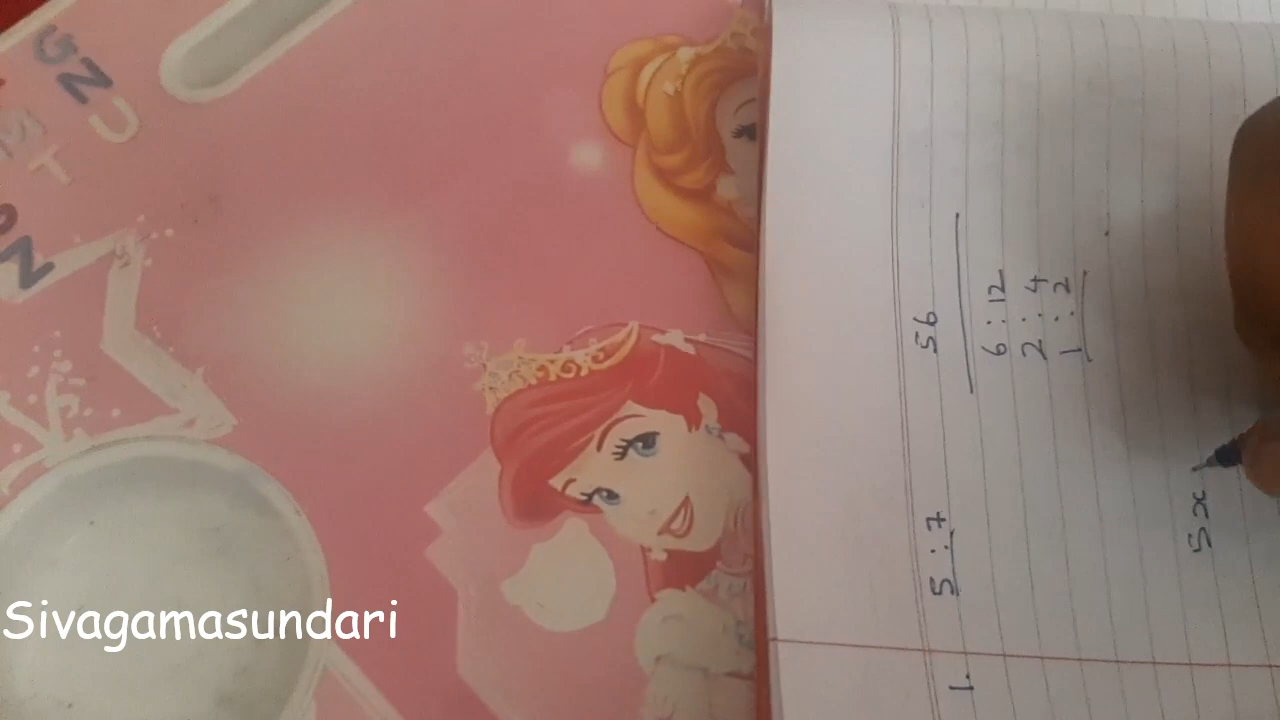 1. 5 : 7 56
6 : 12
2 : 4
1 : 2
5x
Sivagamasundari